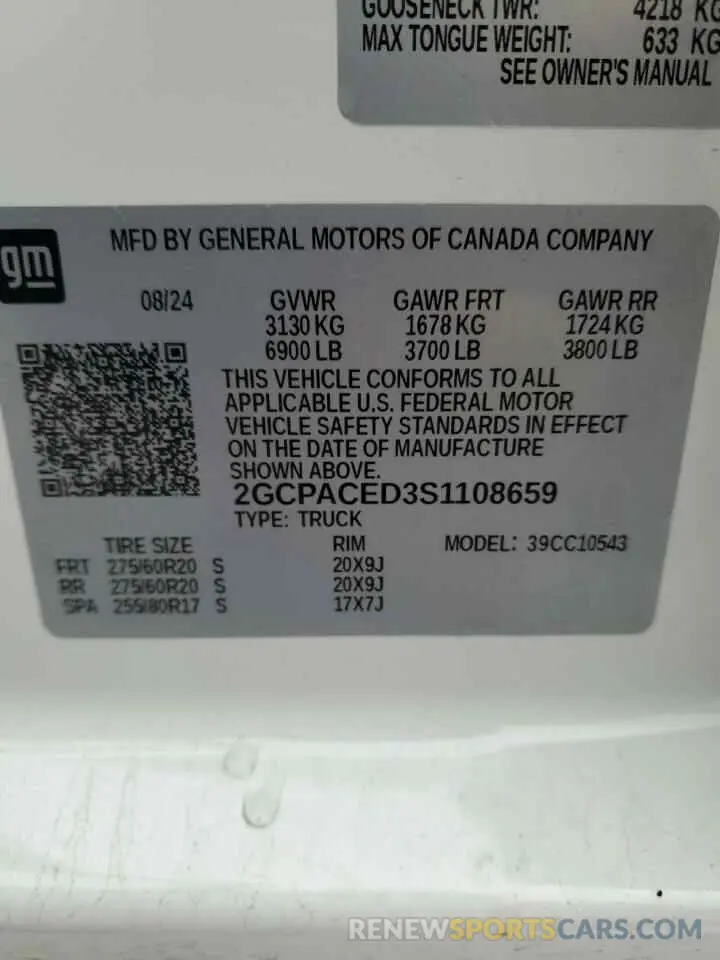 GOOSENECK TWR: 4218 KG
MAX TONGUE WEIGHT: 633 KG
SEE OWNER'S MANUAL
gm
MFD BY GENERAL MOTORS OF CANADA COMPANY
08/24 GVWR GAWR FRT GAWR RR
3130 KG 1678 KG 1724 KG
6900 LB 3700 LB 3800 LB
THIS VEHICLE CONFORMS TO ALL
APPLICABLE U.S. FEDERAL MOTOR
VEHICLE SAFETY STANDARDS IN EFFECT
ON THE DATE OF MANUFACTURE
SHOWN ABOVE.
2GCPACED3S1108659
TYPE: TRUCK
TIRE SIZE RIM MODEL: 39CC10543
FRT 275/60R20 S 20X9J
RR 275/60R20 S 20X9J
SPA 255/80R17 S 17X7J
RENEWSPORTSCARS.COM